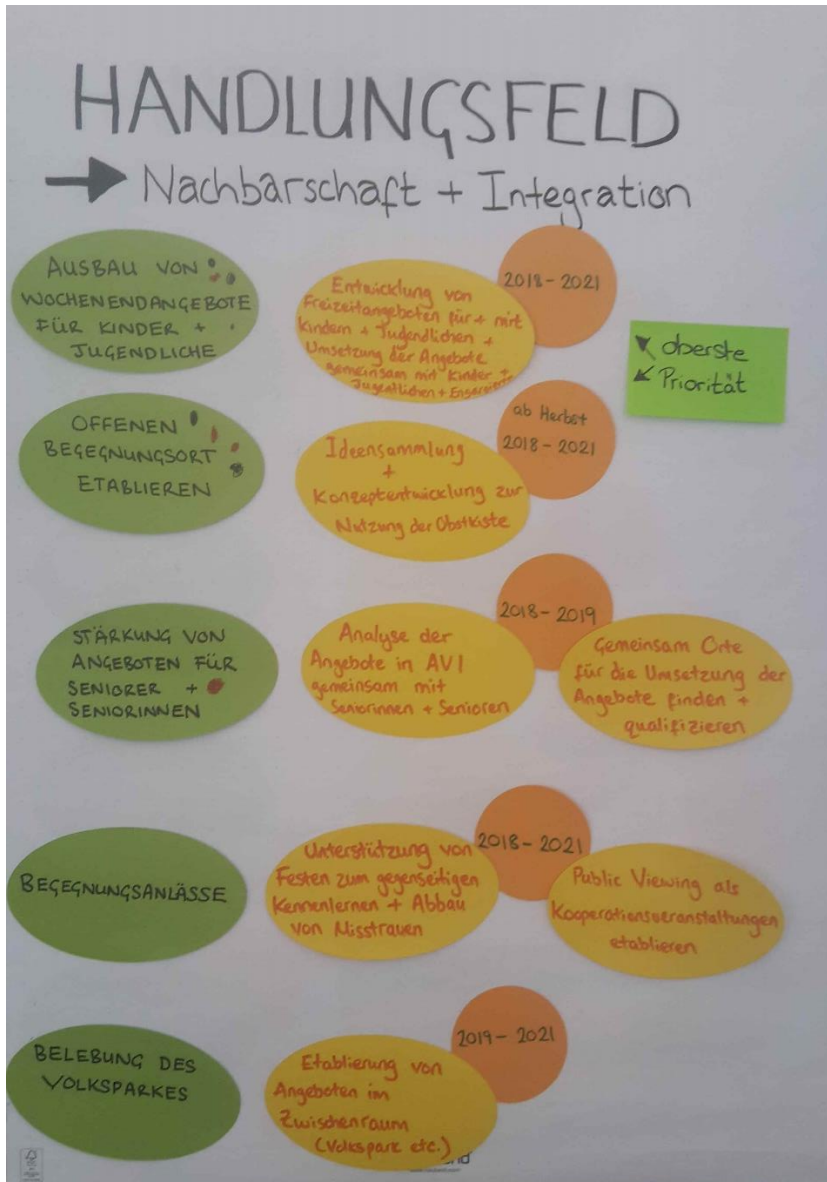 HANDLUNGSFELD
→ Nachbarschaft + Integration
AUSBAU VON
WOCHENENDANGEBOTE
FÜR KINDER +
JUGENDLICHE
Entwicklung von
Freizeitangeboten für + mit
Kindern + Jugendlichen +
Umsetzung der Angebote
gemeinsam mit Kinder +
Jugentlichen +
2018 - 2021
oberste
Priorität
OFFENEN
BEGEGNUNGSORT
ETABLIEREN
Ideensammlung
+
Konzeptentwicklung zur
Nutzung der Obstkiste
ab Herbst
2018 - 2021
STÄRKUNG VON
ANGEBOTEN FÜR
SENIORER +
SENIORINNEN
Analyse der
Angebote in AVI
gemeinsam mit
Seniorinnen + Senioren
2018 - 2019
Gemeinsam Orte
für die Umsetzung der
Angebote finden +
qualifizieren
BEGEGNUNGSANLÄSSE
Unterstützung von
Festen zum gegenseitigen
Kennenlernen + Abbau
von Misstrauen
2018 - 2021
Public Viewing als
Kooperationsveranstaltungen
etablieren
BELEBUNG DES
VOLKSPARKES
Etablierung von
Angeboten im
Zwischenraum
(Volkspark etc.)
2019 - 2021